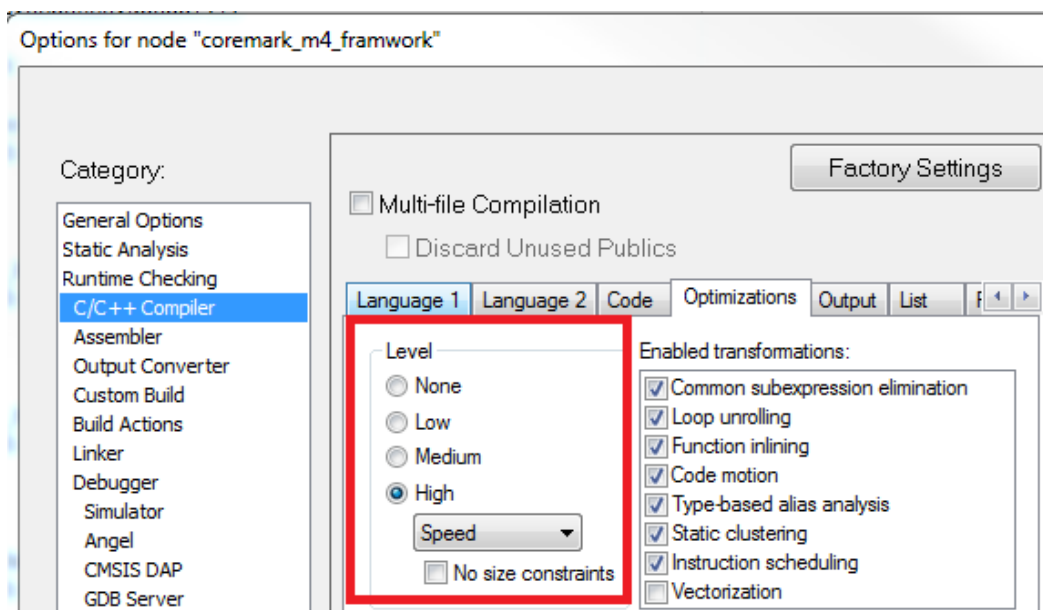 Options for node "coremark_m4_framwork"
Category:
Factory Settings
Multi-file Compilation
Discard Unused Publics
General Options
Static Analysis
Runtime Checking
C/C++ Compiler
Assembler
Output Converter
Custom Build
Build Actions
Linker
Debugger
Simulator
Angel
CMSIS DAP
GDB Server
Language 1 Language 2 Code Optimizations Output List
Level
None
Low
Medium
High
Speed
No size constraints
Enabled transformations:
Common subexpression elimination
Loop unrolling
Function inlining
Code motion
Type-based alias analysis
Static clustering
Instruction scheduling
Vectorization